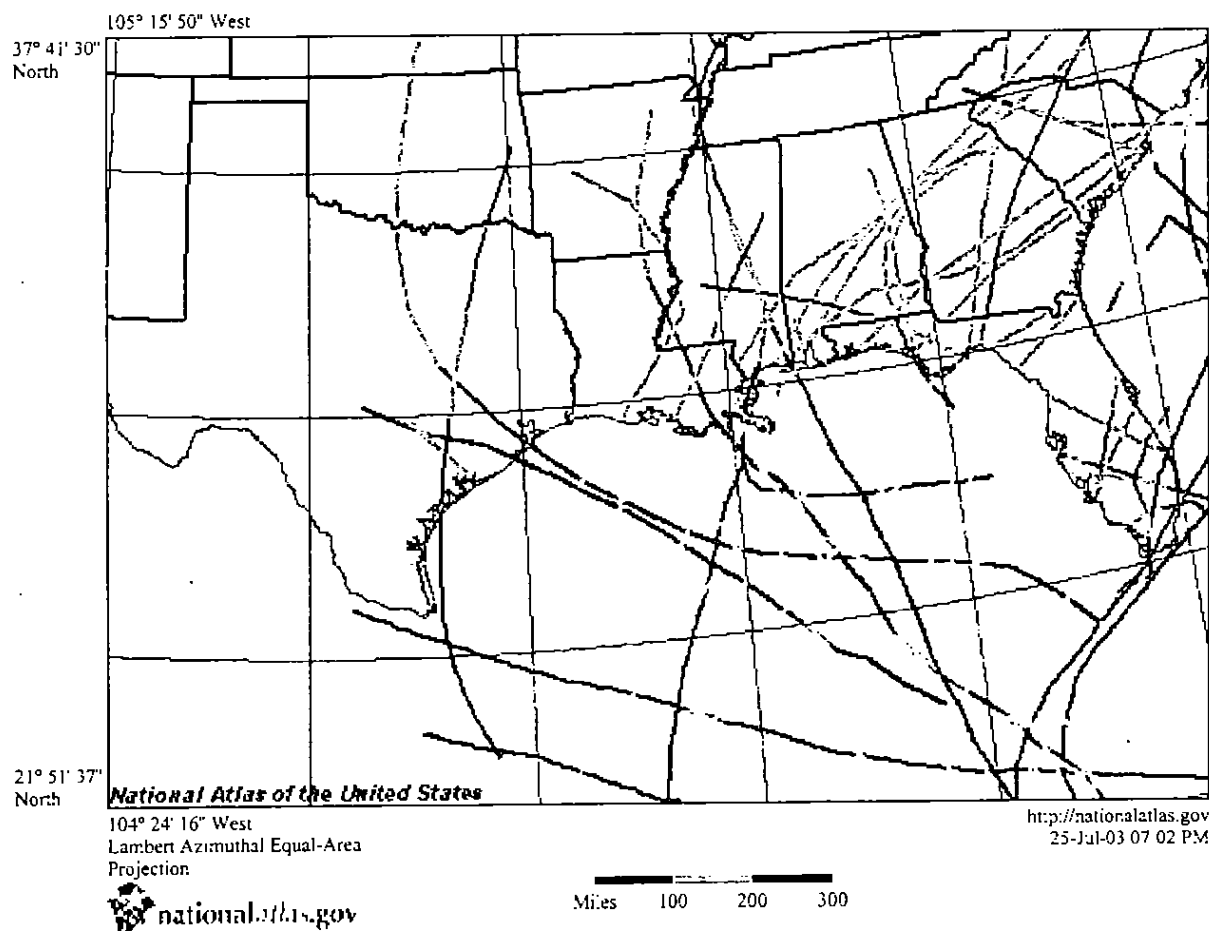 105° 15' 50" West
37° 41' 30"
North
21° 51' 37"
North
National Atlas of the United States
104° 24' 16" West
Lambert Azimuthal Equal-Area
Projection
http://nationalatlas.gov
25-Jul-03 07 02 PM
Miles 100 200 300
nationalatlas.gov